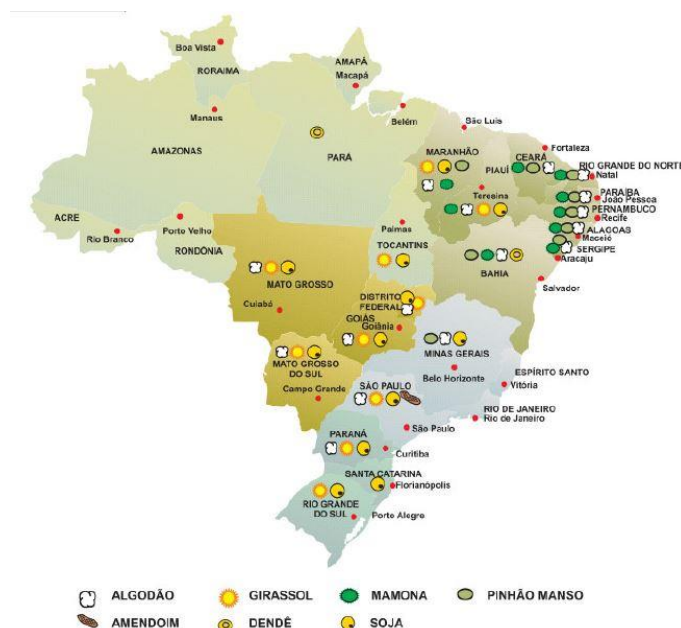 Boa Vista
RORAIMA
AMAPÁ
Macapá
Manaus
Belém
São Luis
AMAZONAS
PARÁ
MARANHÃO
PIAUÍ
CEARÁ
Fortaleza
RIO GRANDE DO NORTE
Natal
Teresina
PARAÍBA
João Pessoa
PERNAMBUCO
Recife
ACRE
Rio Branco
Porto Velho
RONDÔNIA
Palmas
TOCANTINS
ALAGOAS
Maceió
SERGIPE
Aracaju
BAHIA
Salvador
MATO GROSSO
Cuiabá
DISTRITO
FEDERAL
GOIÁS
Goiânia
MINAS GERAIS
Belo Horizonte
ESPÍRITO SANTO
Vitória
MATO GROSSO
DO SUL
Campo Grande
SÃO PAULO
São Paulo
RIO DE JANEIRO
Rio de Janeiro
PARANÁ
Curitiba
SANTA CATARINA
Florianópolis
RIO GRANDE
DO SUL
Porto Alegre
ALGODÃO GIRASSOL MAMONA PINHÃO MANSO
AMENDOIM DENDÊ SOJA